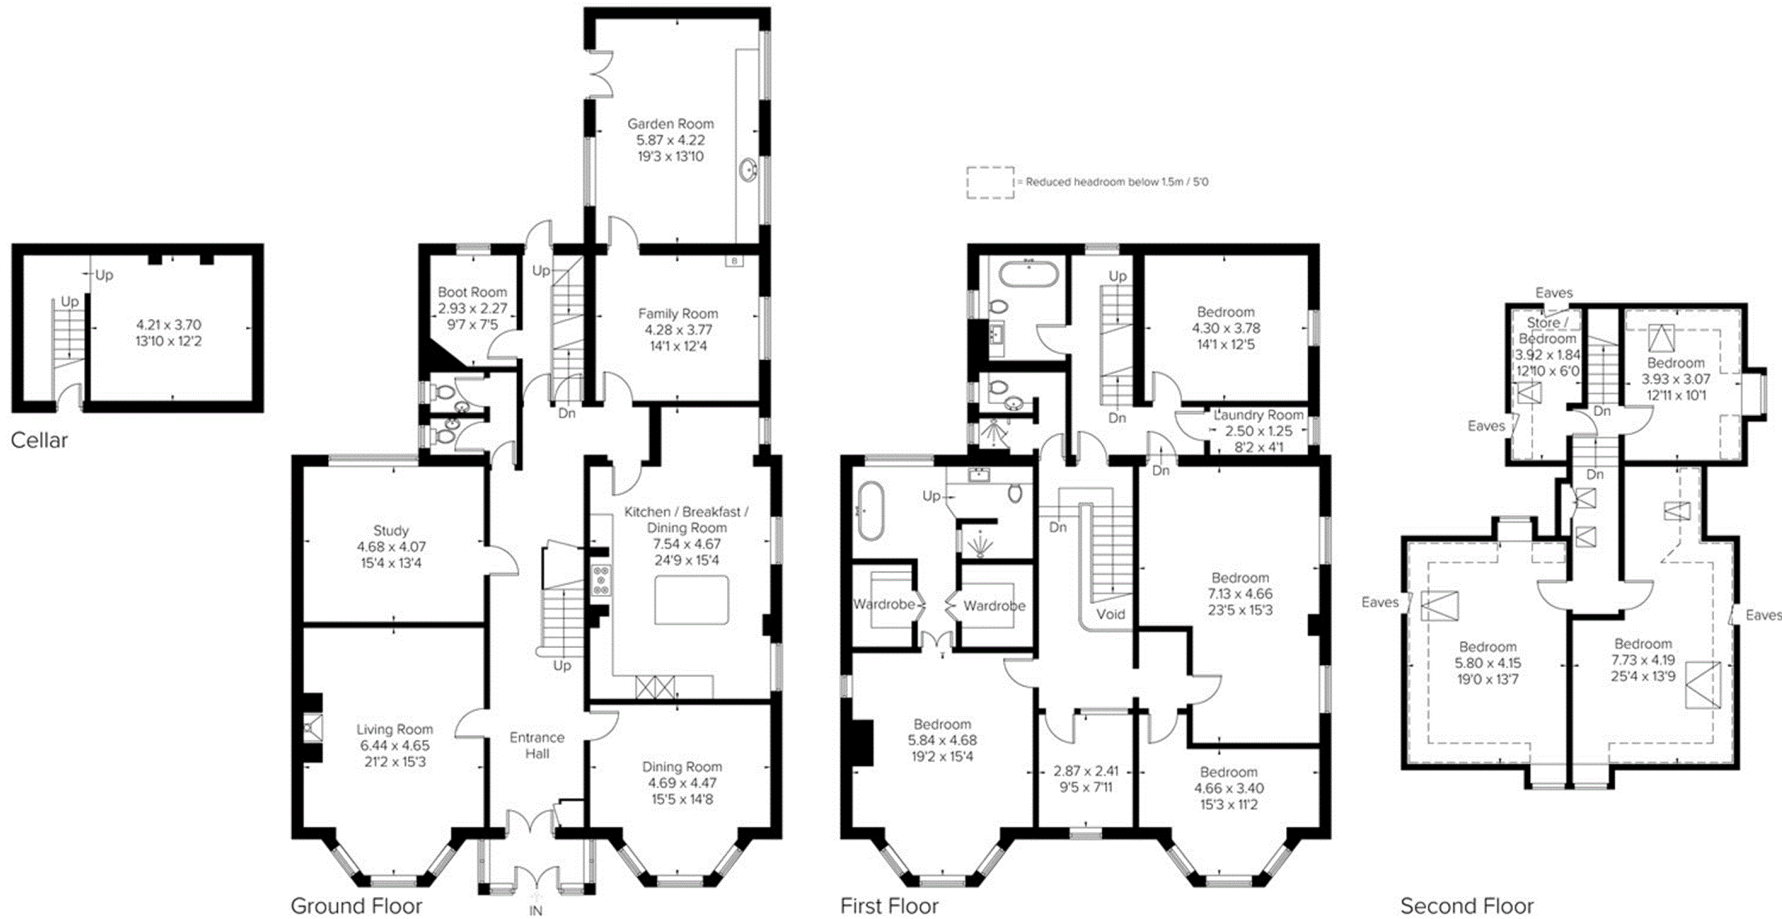 Up
Up
4.21 x 3.70
13'10 x 12'2
Cellar
Garden Room
5.87 x 4.22
19'3 x 13'10
Up
Boot Room
2.93 x 2.27
9'7 x 7'5
B
Family Room
4.28 x 3.77
14'1 x 12'4
Dn
Study
4.68 x 4.07
15'4 x 13'4
Kitchen / Breakfast /
Dining Room
7.54 x 4.67
24'9 x 15'4
Up
Living Room
6.44 x 4.65
21'2 x 15'3
Entrance
Hall
Dining Room
4.69 x 4.47
15'5 x 14'8
IN
Ground Floor
= Reduced headroom below 1.5m / 5'0
Up
Bedroom
4.30 x 3.78
14'1 x 12'5
Dn
Laundry Room
2.50 x 1.25
8'2 x 4'1
Dn
Up
Dn
Wardrobe
Wardrobe
Void
Bedroom
7.13 x 4.66
23'5 x 15'3
Bedroom
5.84 x 4.68
19'2 x 15'4
2.87 x 2.41
9'5 x 7'11
Bedroom
4.66 x 3.40
15'3 x 11'2
First Floor
Eaves
Store /
Bedroom
3.92 x 1.84
12'10 x 6'0
Bedroom
3.93 x 3.07
12'11 x 10'1
Dn
Eaves
Dn
Eaves
Eaves
Bedroom
5.80 x 4.15
19'0 x 13'7
Bedroom
7.73 x 4.19
25'4 x 13'9
Second Floor